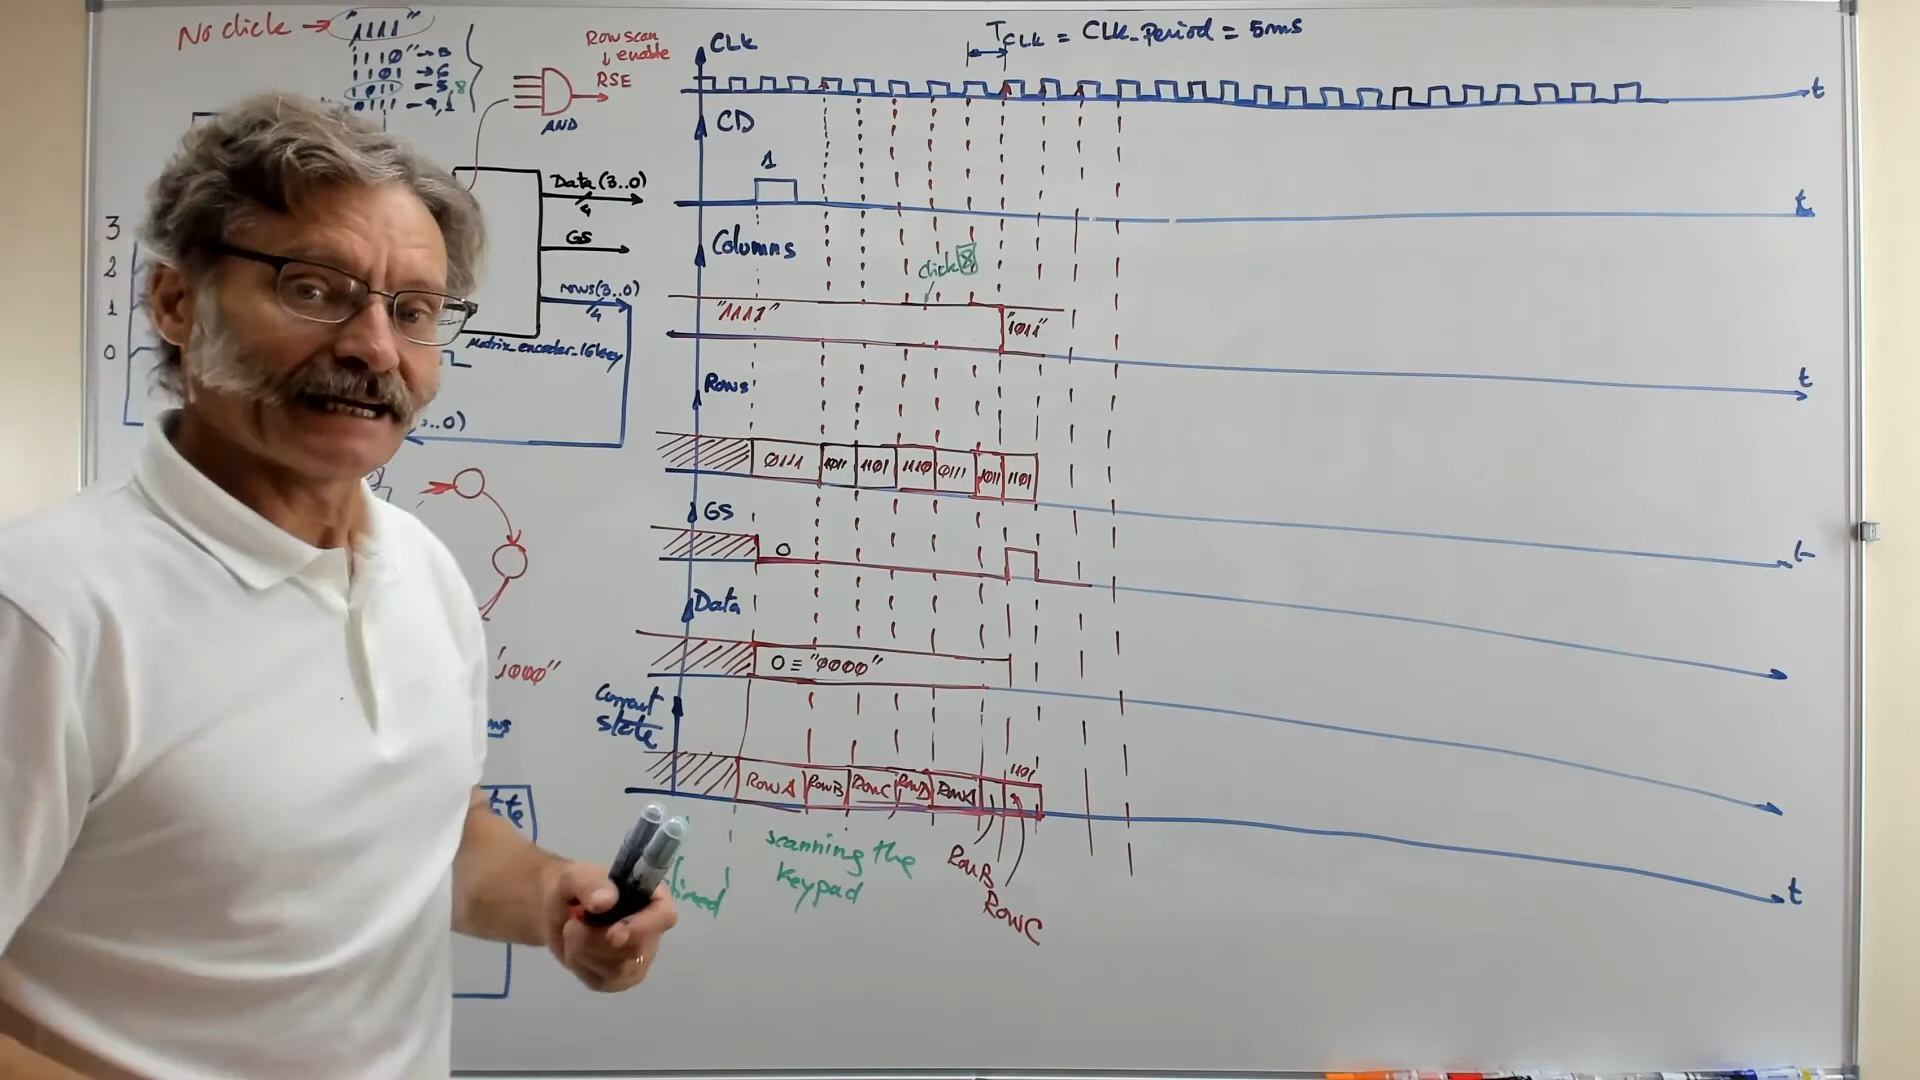 No click → "1111"
1110" → 0
1101 → 6
1011 → 5, 8
0111 → 4, 1
Row scan
↓ enable
RSE
AND
Data (3..0)
4
GS
rows(3..0)
4
Matrix_encoder_16key
3
2
1
0
..0)
'1000"
CLK
TCLK = CLK_Period = 5ms
t
CD
1
t
Columns
click 8
"1111"
"1011"
t
Rows
0111 1011 1101 1110 0111 1011 1101
t
GS
0
Data
0 ≡ "0000"
Current
state
1101
RowA RowB RowC RowD RowA
RowB
RowC
scanning the
keypad
t